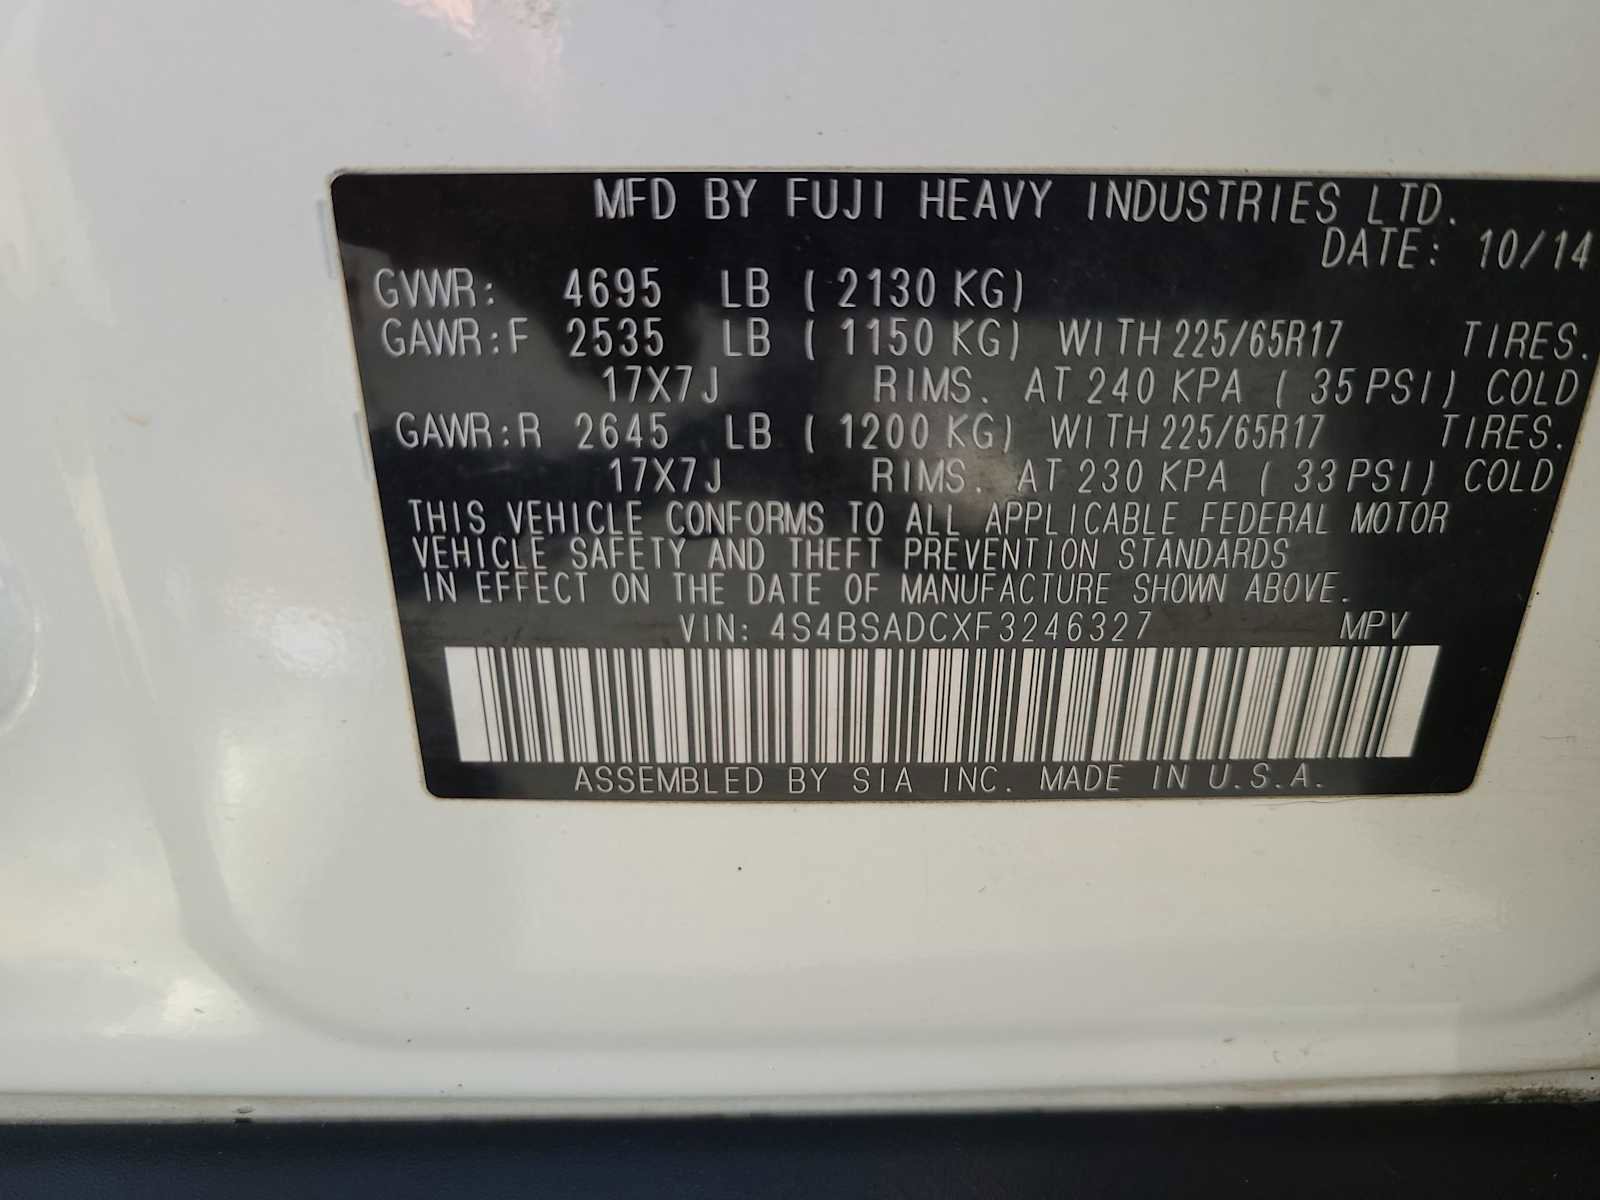 MFD BY FUJI HEAVY INDUSTRIES LTD.
DATE: 10/14
GVWR: 4695 LB (2130 KG)
GAWR:F 2535 LB (1150 KG) WITH 225/65R17 TIRES.
17X7J RIMS. AT 240 KPA (35 PSI) COLD
GAWR:R 2645 LB (1200 KG) WITH 225/65R17 TIRES.
17X7J RIMS. AT 230 KPA (33 PSI) COLD
THIS VEHICLE CONFORMS TO ALL APPLICABLE FEDERAL MOTOR
VEHICLE SAFETY AND THEFT PREVENTION STANDARDS
IN EFFECT ON THE DATE OF MANUFACTURE SHOWN ABOVE.
VIN: 4S4BSADCXF3246327 MPV
ASSEMBLED BY SIA INC. MADE IN U.S.A.